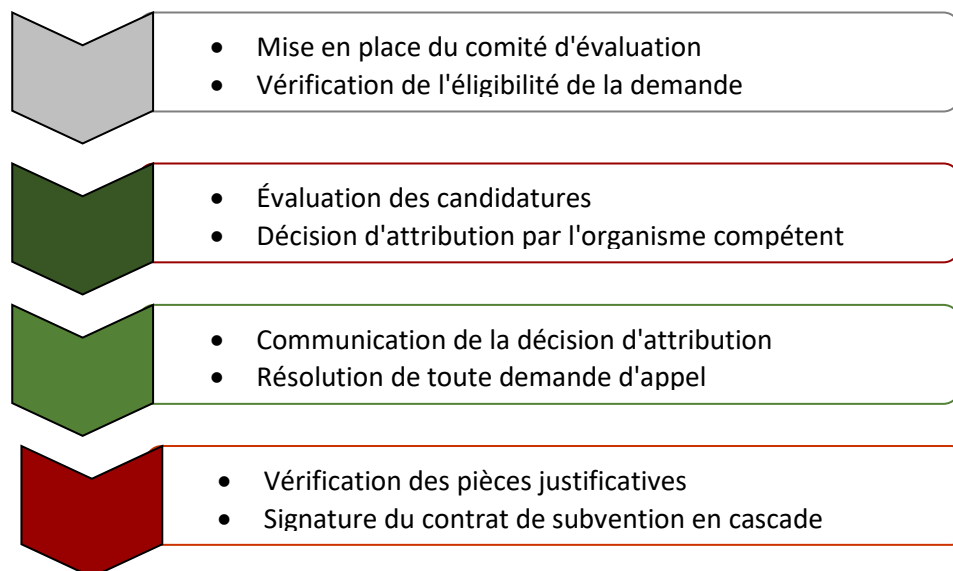 • Mise en place du comité d'évaluation
• Vérification de l'éligibilité de la demande
• Évaluation des candidatures
• Décision d'attribution par l'organisme compétent
• Communication de la décision d'attribution
• Résolution de toute demande d'appel
• Vérification des pièces justificatives
• Signature du contrat de subvention en cascade